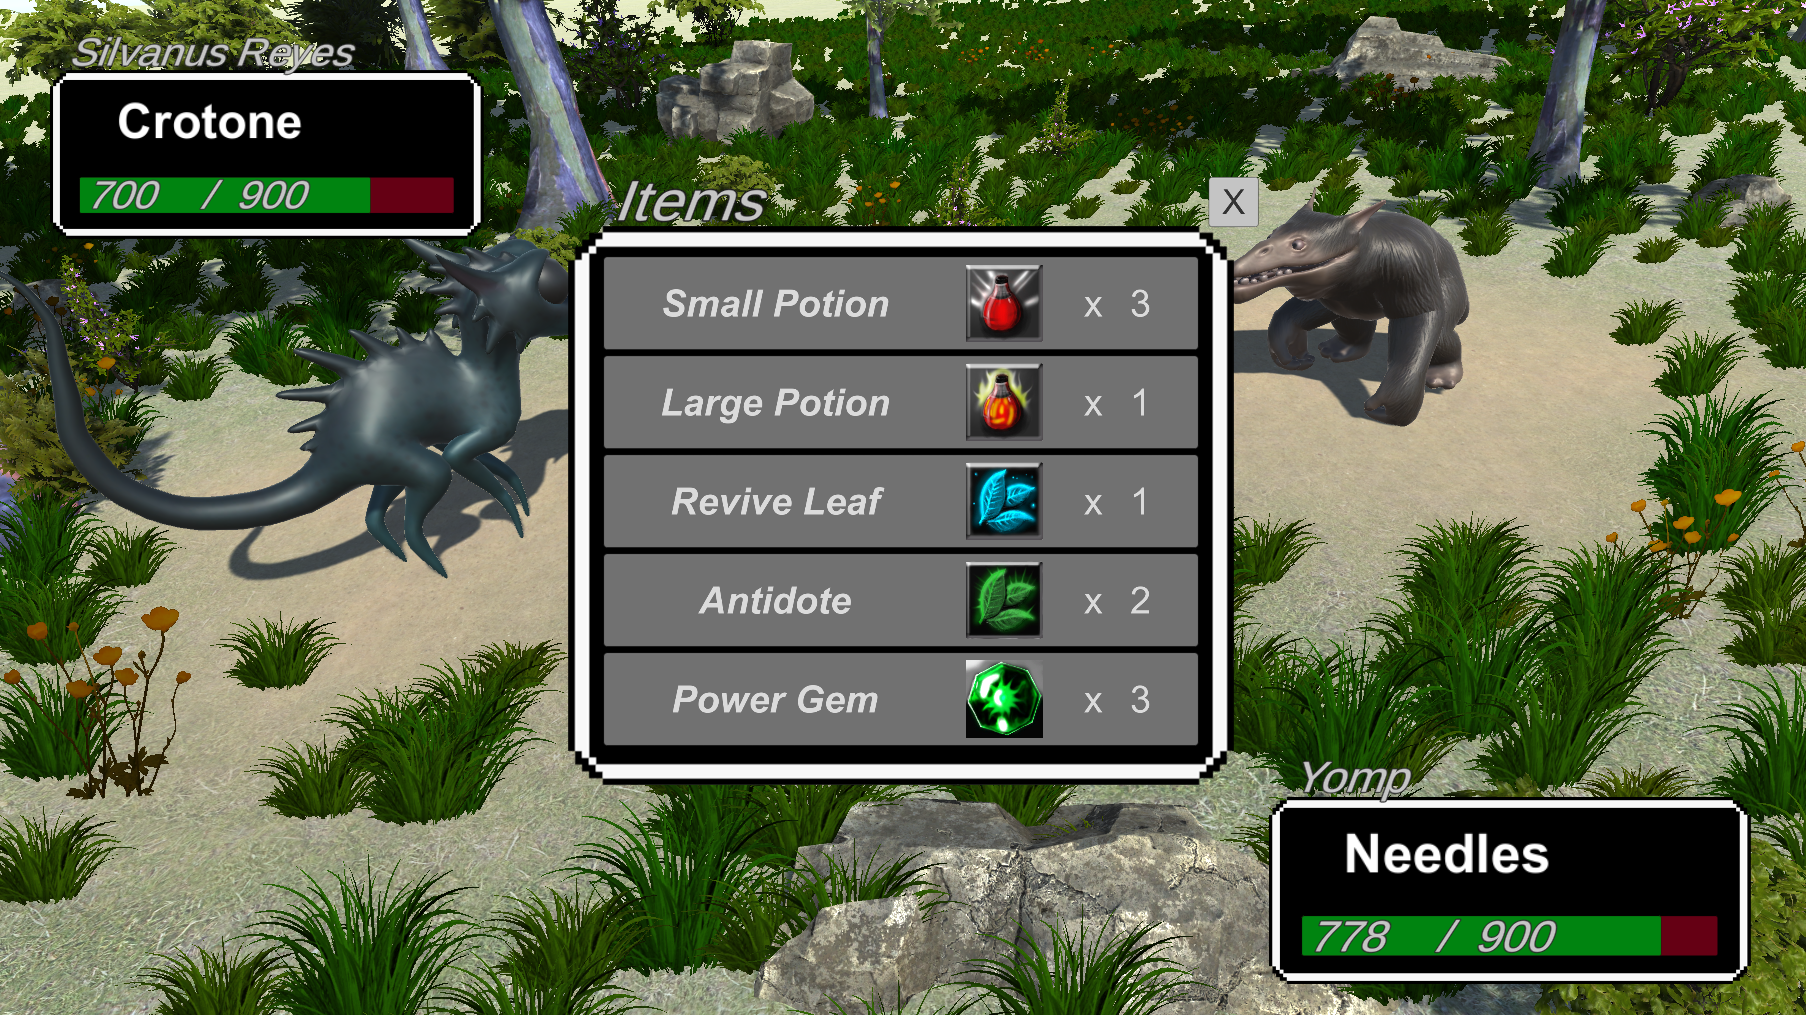 Silvanus Reyes
Crotone
700 / 900
Items
X
Small Potion x 3
Large Potion x 1
Revive Leaf x 1
Antidote x 2
Power Gem x 3
Yomp
Needles
778 / 900